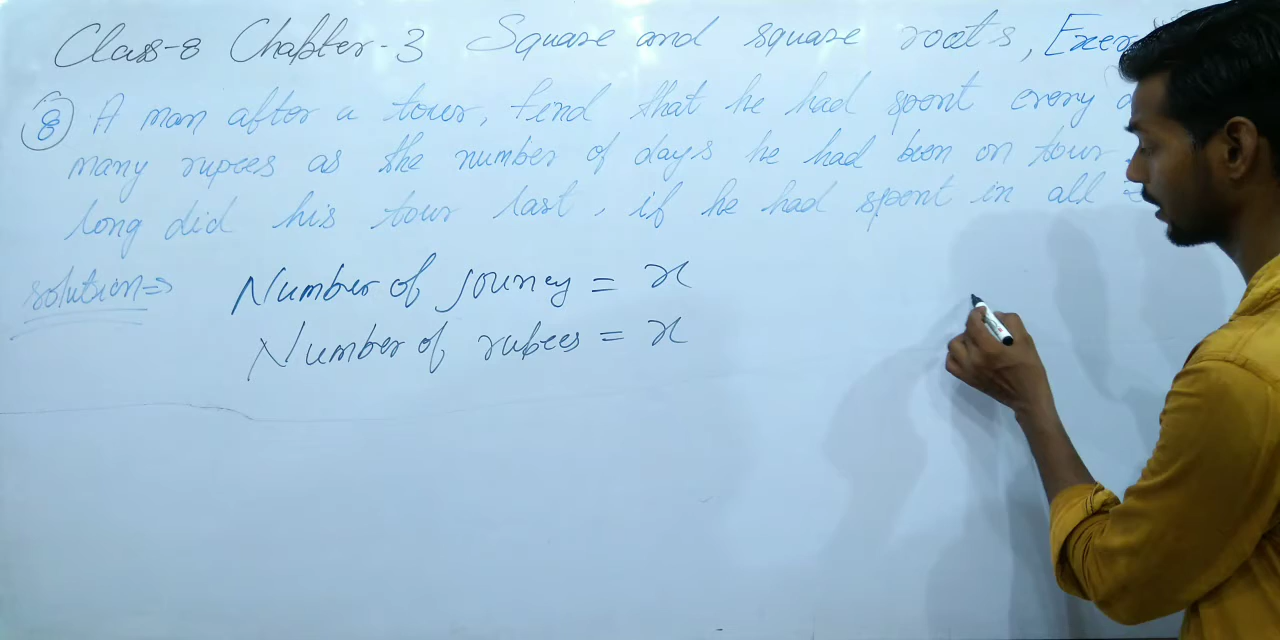 Class-8 Chapter-3 Square and square roots, Exer
8 A man after a tour, find that he had spent every d
many rupees as the number of days he had been on tour.
long did his tour last, if he had spent in all
solution=>
Number of journey = x
Number of rupees = x